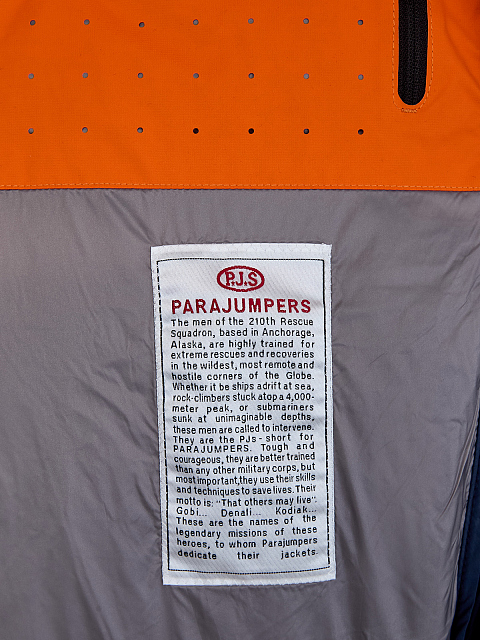 P.J.S
PARAJUMPERS
The men of the 210th Rescue
Squadron, based in Anchorage,
Alaska, are highly trained for
extreme rescues and recoveries
in the wildest, most remote and
hostile corners of the Globe.
Whether it be ships adrift at sea,
rock-climbers stuck atop a 4,000-
meter peak, or submariners
sunk at unimaginable depths,
these men are called to intervene.
They are the PJs - short for
PARAJUMPERS. Tough and
courageous, they are better trained
than any other military corps, but
most important,they use their skills
and techniques to save lives. Their
motto is: "That others may live".
Gobi... Denali... Kodiak...
These are the names of the
legendary missions of these
heroes, to whom Parajumpers
dedicate their jackets.